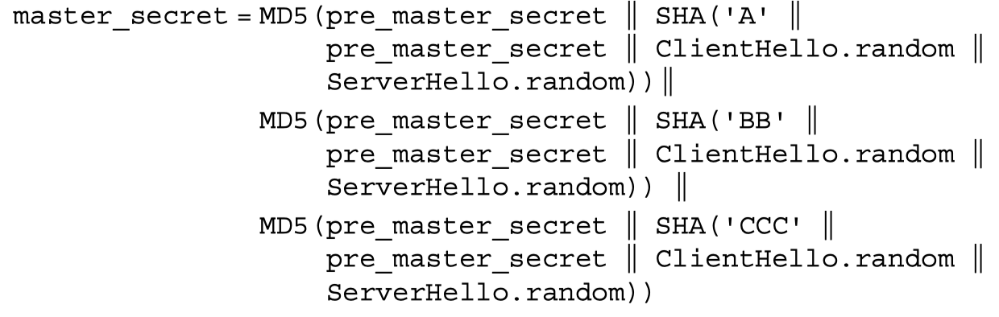 master_secret = MD5(pre_master_secret ‖ SHA('A' ‖
pre_master_secret ‖ ClientHello.random ‖
ServerHello.random))‖
MD5(pre_master_secret ‖ SHA('BB' ‖
pre_master_secret ‖ ClientHello.random ‖
ServerHello.random)) ‖
MD5(pre_master_secret ‖ SHA('CCC' ‖
pre_master_secret ‖ ClientHello.random ‖
ServerHello.random))